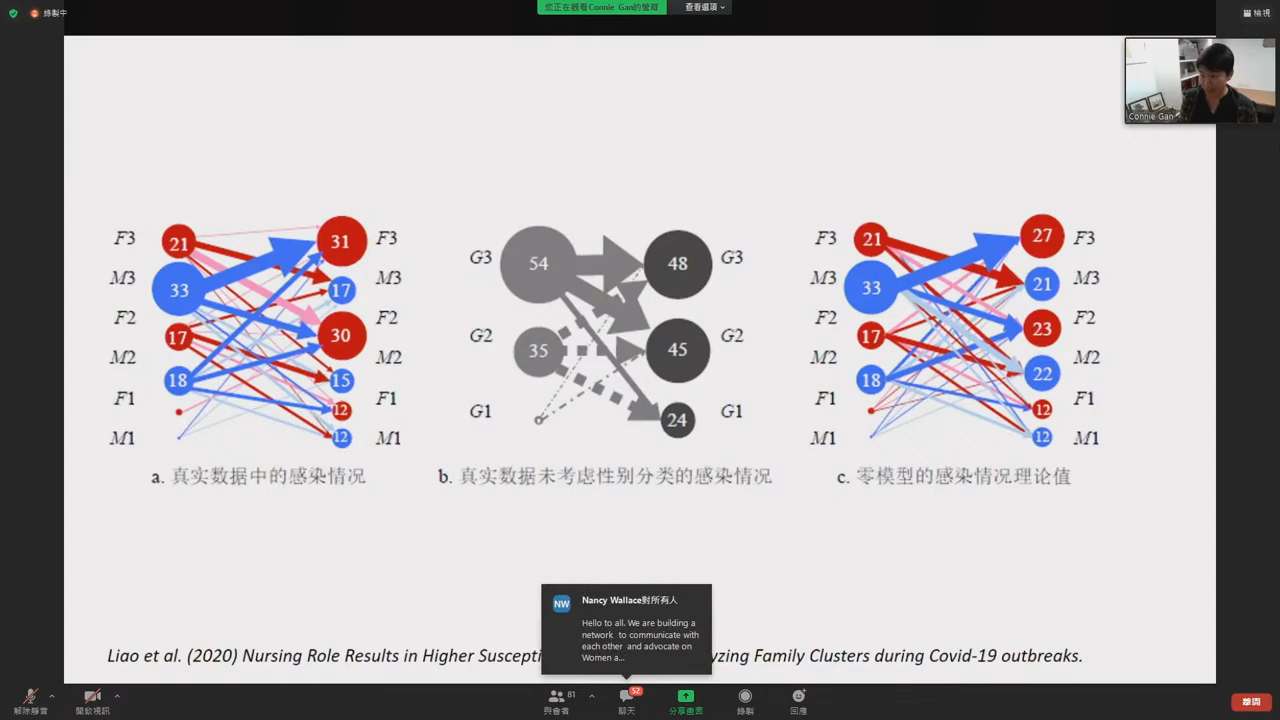 錄製中
您正在觀看Connie Gan的螢幕
查看選項
檢視
Connie Gan
F3 21 31 F3
M3 33 17 M3
F2 17 30 F2
M2 18 15 M2
F1 12 F1
M1 12 M1
a. 真实数据中的感染情况
G3 54 48 G3
G2 35 45 G2
G1 24 G1
b. 真实数据未考虑性别分类的感染情况
F3 21 27 F3
M3 33 21 M3
F2 17 23 F2
M2 18 22 M2
F1 12 F1
M1 12 M1
c. 零模型的感染情况理论值
NW
Nancy Wallace對所有人
Hello to all. We are building a
network to communicate with
each other and advocate on
Women a...
Liao et al. (2020) Nursing Role Results in Higher Suscepti yzing Family Clusters during Covid-19 outbreaks.
解除靜音
開啟視訊
81
與會者
52
聊天
分享畫面
錄製
回應
離開